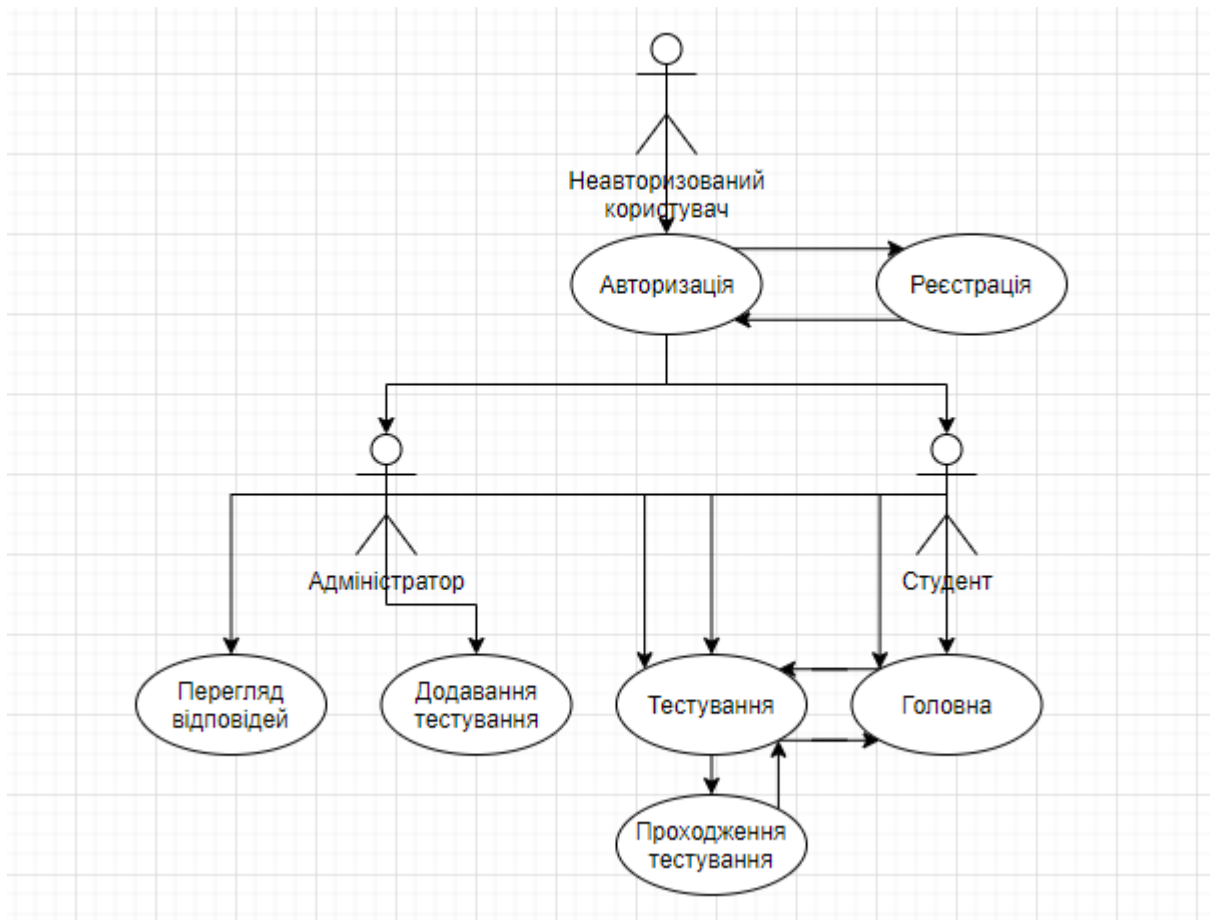 Неавторизований
користувач
Авторизація
Реєстрація
Адміністратор
Студент
Перегляд
відповідей
Додавання
тестування
Тестування
Головна
Проходження
тестування